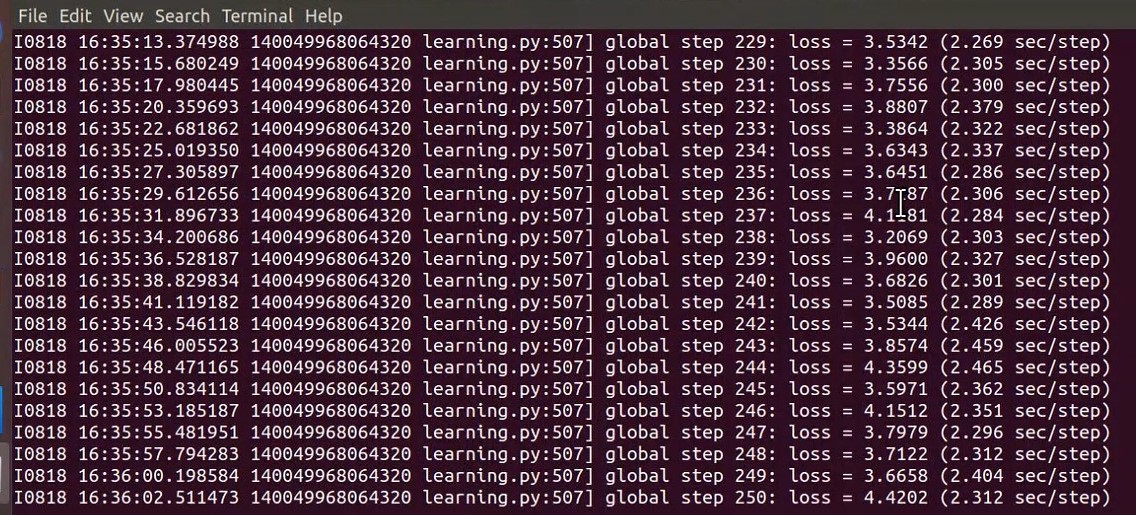 File Edit View Search Terminal Help
I0818 16:35:13.374988 140049968064320 learning.py:507] global step 229: loss = 3.5342 (2.269 sec/step)
I0818 16:35:15.680249 140049968064320 learning.py:507] global step 230: loss = 3.3566 (2.305 sec/step)
I0818 16:35:17.980445 140049968064320 learning.py:507] global step 231: loss = 3.7556 (2.300 sec/step)
I0818 16:35:20.359693 140049968064320 learning.py:507] global step 232: loss = 3.8807 (2.379 sec/step)
I0818 16:35:22.681862 140049968064320 learning.py:507] global step 233: loss = 3.3864 (2.322 sec/step)
I0818 16:35:25.019350 140049968064320 learning.py:507] global step 234: loss = 3.6343 (2.337 sec/step)
I0818 16:35:27.305897 140049968064320 learning.py:507] global step 235: loss = 3.6451 (2.286 sec/step)
I0818 16:35:29.612656 140049968064320 learning.py:507] global step 236: loss = (2.306 sec/step)
I0818 16:35:31.896733 140049968064320 learning.py:507] global step 237: loss = (2.284 sec/step)
I0818 16:35:34.200686 140049968064320 learning.py:507] global step 238: loss = 3.2069 (2.303 sec/step)
I0818 16:35:36.528187 140049968064320 learning.py:507] global step 239: loss = 3.9600 (2.327 sec/step)
I0818 16:35:38.829834 140049968064320 learning.py:507] global step 240: loss = 3.6826 (2.301 sec/step)
I0818 16:35:41.119182 140049968064320 learning.py:507] global step 241: loss = 3.5085 (2.289 sec/step)
I0818 16:35:43.546118 140049968064320 learning.py:507] global step 242: loss = 3.5344 (2.426 sec/step)
I0818 16:35:46.005523 140049968064320 learning.py:507] global step 243: loss = 3.8574 (2.459 sec/step)
I0818 16:35:48.471165 140049968064320 learning.py:507] global step 244: loss = 4.3599 (2.465 sec/step)
I0818 16:35:50.834114 140049968064320 learning.py:507] global step 245: loss = 3.5971 (2.362 sec/step)
I0818 16:35:53.185187 140049968064320 learning.py:507] global step 246: loss = 4.1512 (2.351 sec/step)
I0818 16:35:55.481951 140049968064320 learning.py:507] global step 247: loss = 3.7979 (2.296 sec/step)
I0818 16:35:57.794283 140049968064320 learning.py:507] global step 248: loss = 3.7122 (2.312 sec/step)
I0818 16:36:00.198584 140049968064320 learning.py:507] global step 249: loss = 3.6658 (2.404 sec/step)
I0818 16:36:02.511473 140049968064320 learning.py:507] global step 250: loss = 4.4202 (2.312 sec/step)